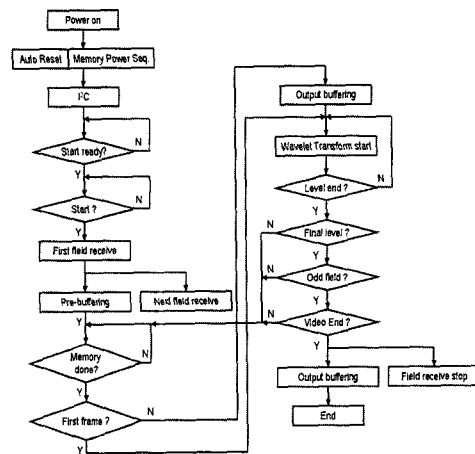 Power on
Auto Reset
Memory Power Seq.
I²C
N
Start ready?
Y
N
Start ?
Y
First field receive
Pre-buffering
Next field receive
Y
N
Memory
done?
Y
N
First frame ?
Y
Output buffering
Wavelet Transform start
N
Level end ?
Y
N
Final level ?
Y
N
Odd field ?
Y
N
Video End ?
Y
Output buffering
Field receive stop
End